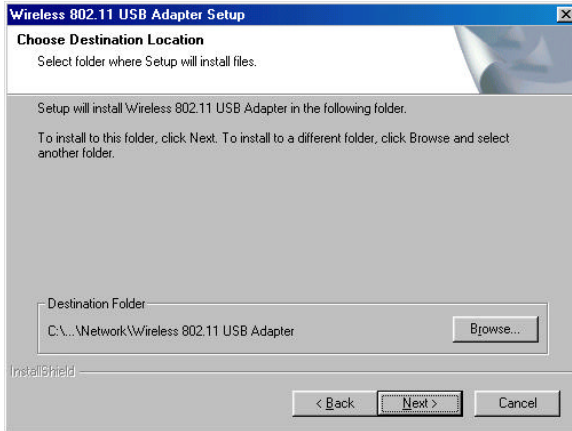 Wireless 802.11 USB Adapter Setup
Choose Destination Location
Select folder where Setup will install files.
Setup will install Wireless 802.11 USB Adapter in the following folder.
To install to this folder, click Next. To install to a different folder, click Browse and select
another folder.
Destination Folder
C:\...\Network\Wireless 802.11 USB Adapter
Browse...
InstallShield
< Back
Next >
Cancel